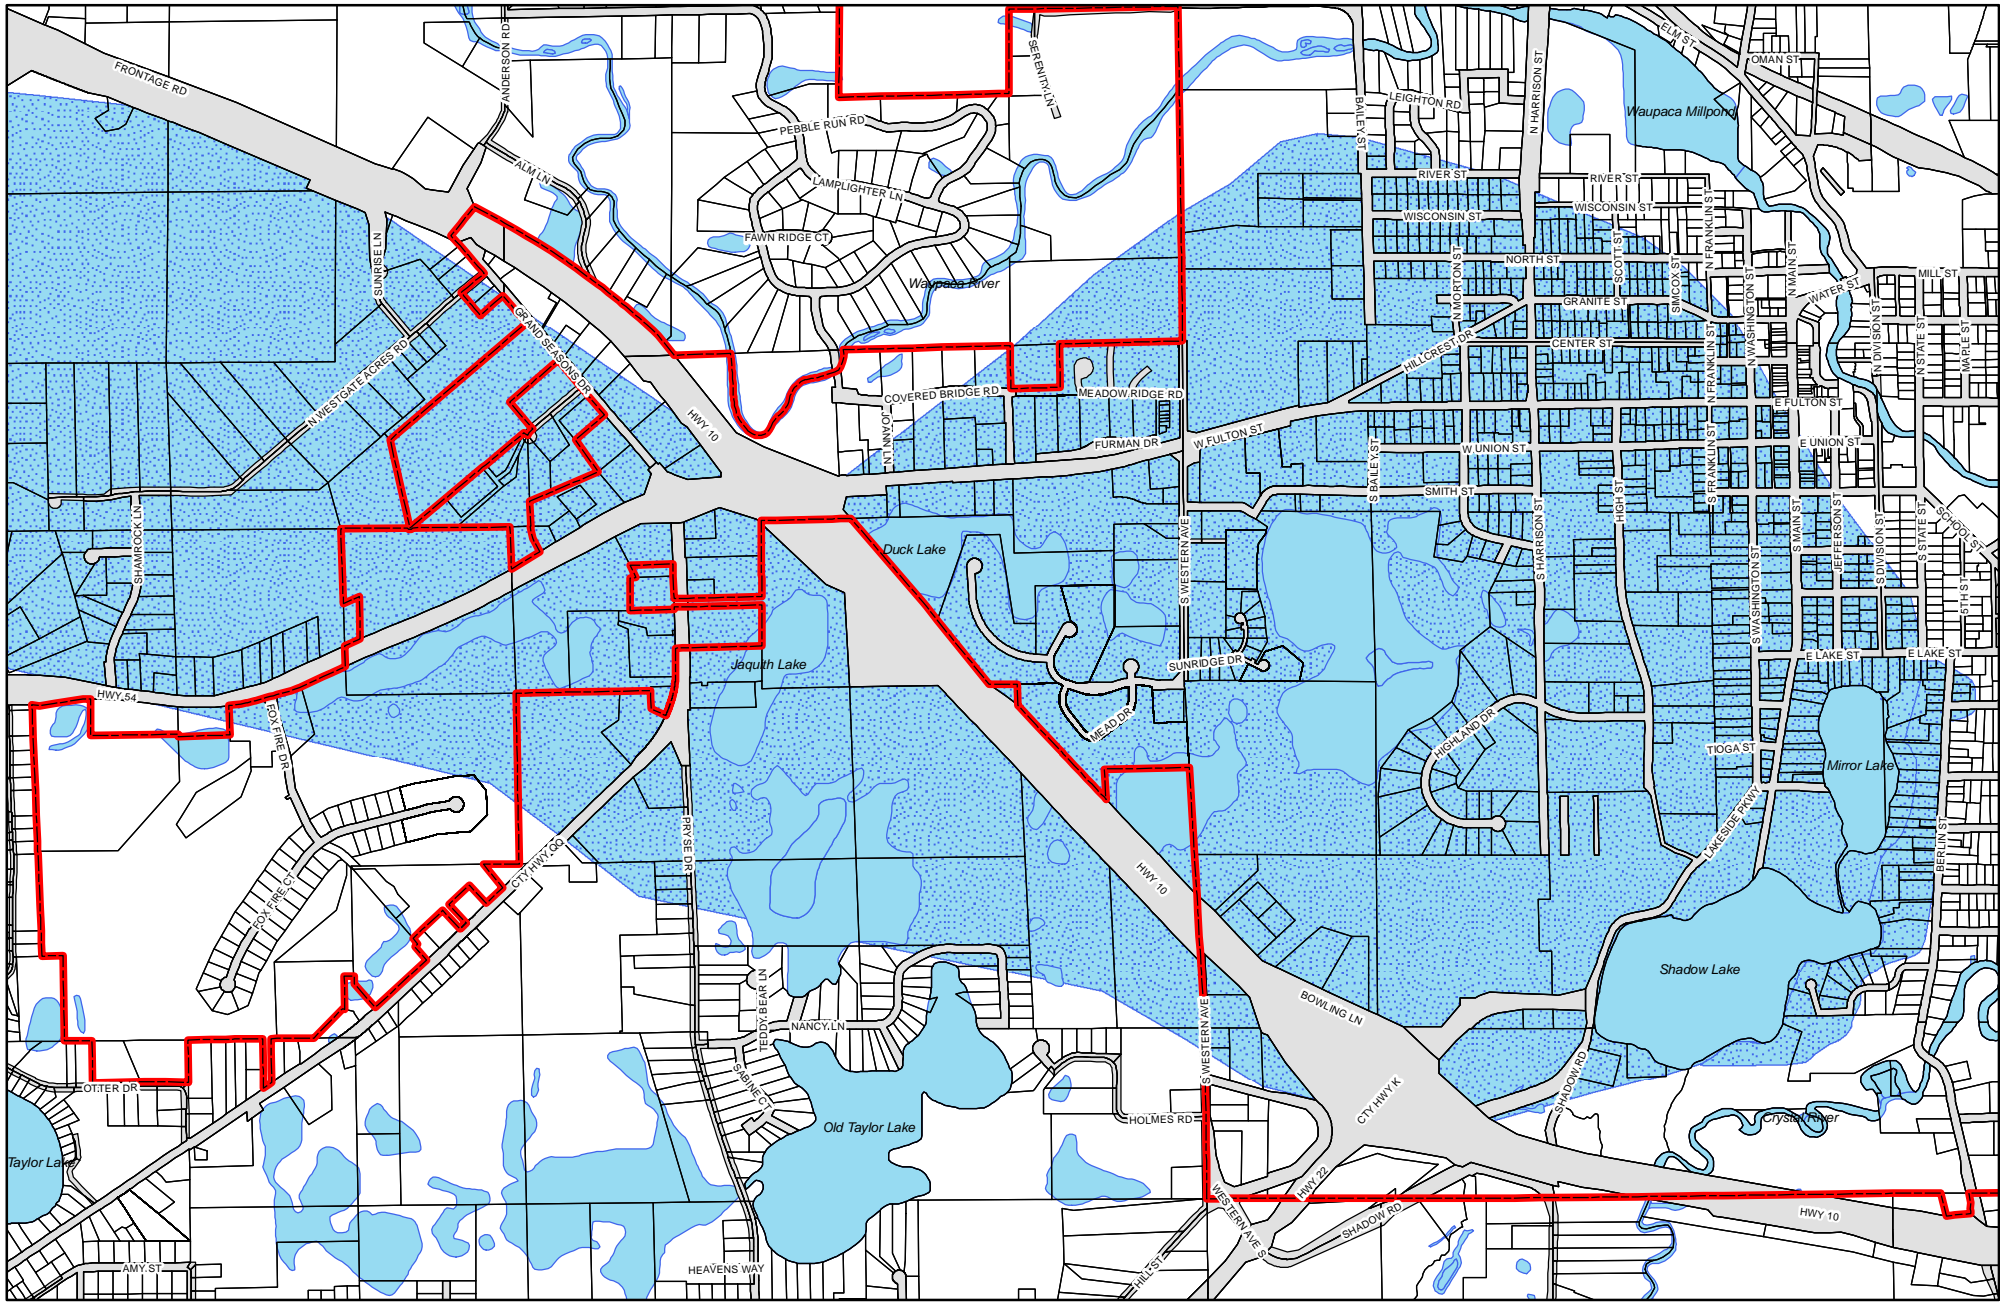 FRONTAGE RD
ANDERSON RD
SERENITY LN
ELM ST
OMAN ST
PEBBLE RUN RD
BAILEY ST
LEIGHTON RD
N HARRISON ST
Waupaca Millpond
ALM LN
LAMPLIGHTER LN
RIVER ST
RIVER ST
WISCONSIN ST
WISCONSIN ST
N FRANKLIN ST
SUNRISE LN
FAWN RIDGE CT
Waupaca River
N MORTON ST
NORTH ST
SCOTT ST
SIMCOX ST
N WASHINGTON ST
N MAIN ST
MILL ST
WATER ST
GRANITE ST
GRAND SEASONS DR
N WESTGATE ACRES RD
HILLCREST DR
CENTER ST
N FRANKLIN ST
N DIVISION ST
N STATE ST
MAPLE ST
HWY 10
COVERED BRIDGE RD
MEADOW RIDGE RD
JOANN LN
FURMAN DR
W FULTON ST
E FULTON ST
S BAILEY ST
W UNION ST
E UNION ST
S FRANKLIN ST
SMITH ST
HIGH ST
SHAMROCK LN
Duck Lake
S WESTERN AVE
S HARRISON ST
S WASHINGTON ST
S MAIN ST
JEFFERSON ST
S DIVISION ST
S STATE ST
SCHOOL ST
5TH ST
Jaquith Lake
SUNRIDGE DR
E LAKE ST
E LAKE ST
HWY 54
FOX FIRE DR
MEAD DR
HIGHLAND DR
TIOGA ST
Mirror Lake
LAKESIDE PKWY
BERLIN ST
PRYSE DR
CTY HWY QQ
HWY 10
FOX FIRE CT
Shadow Lake
TEDDY BEAR LN
NANCY LN
S WESTERN AVE
BOWLING LN
OTTER DR
SABINE CT
SHADOW RD
CTY HWY K
Old Taylor Lake
HOLMES RD
Crystal River
Taylor Lake
HWY 22
WESTERN AVE S
SHADOW RD
HWY 10
AMY ST
HEAVENS WAY
HILL ST